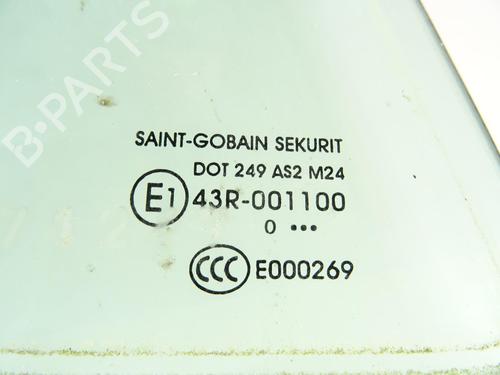 B-PARTS
SAINT-GOBAIN SEKURIT
DOT 249 AS2 M24
E1 43R-001100
0 •••
CCC E000269